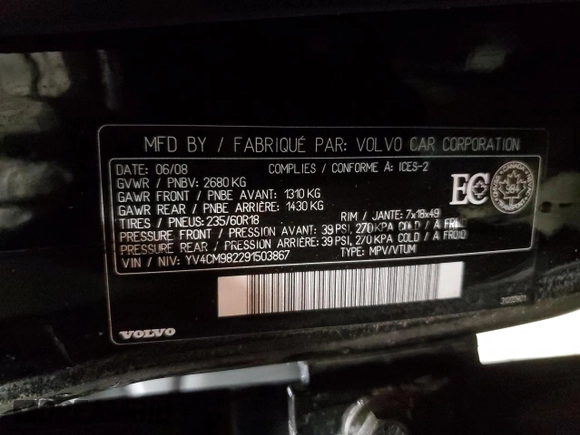 MFD BY / FABRIQUÉ PAR: VOLVO CAR CORPORATION
DATE: 06/08 COMPLIES / CONFORME À: ICES-2
GVWR / PNBV: 2680 KG
GAWR FRONT / PNBE AVANT: 1310 KG
GAWR REAR / PNBE ARRIÈRE: 1430 KG
TIRES / PNEUS: 235/60R18 RIM / JANTE: 7x18x49
PRESSURE FRONT / PRESSION AVANT: 39 PSI, 270 KPA COLD / A
PRESSURE REAR / PRESSION ARRIÈRE: 39 PSI, 270 KPA COLD / A FROID
VIN / NIV: YV4CM982291503867 TYPE: MPV/VTUM
EC
VOLVO